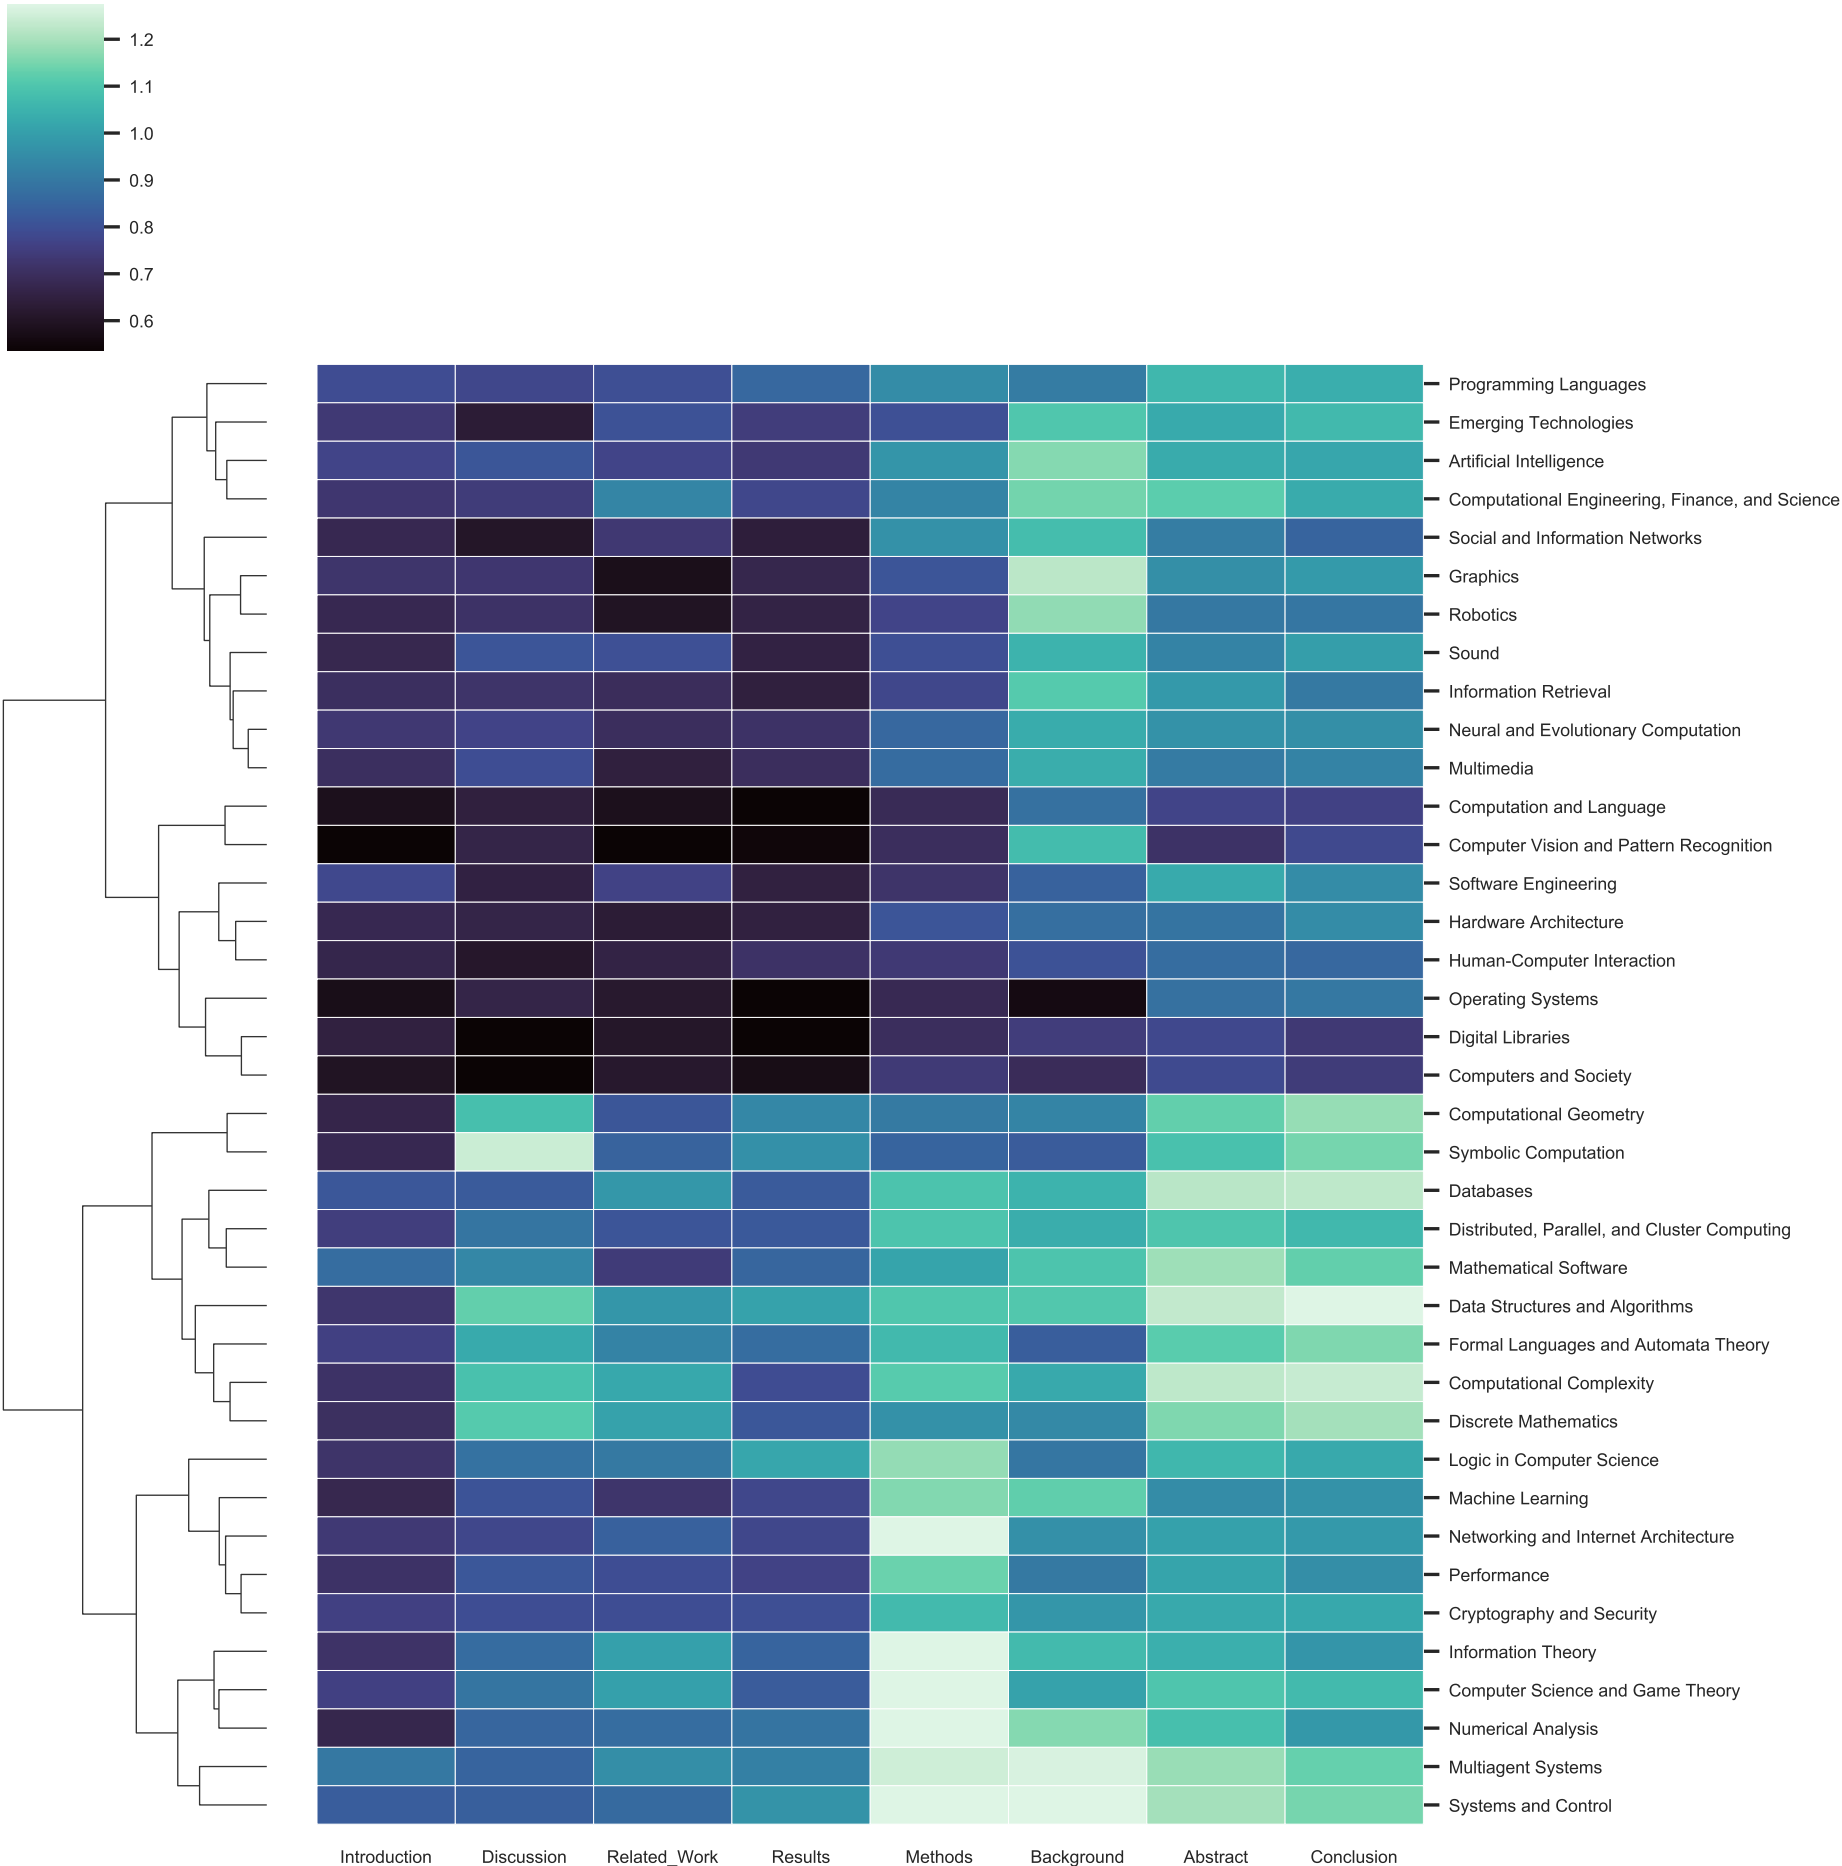 1.2
1.1
1.0
0.9
0.8
0.7
0.6
Programming Languages
Emerging Technologies
Artificial Intelligence
Computational Engineering, Finance, and Science
Social and Information Networks
Graphics
Robotics
Sound
Information Retrieval
Neural and Evolutionary Computation
Multimedia
Computation and Language
Computer Vision and Pattern Recognition
Software Engineering
Hardware Architecture
Human-Computer Interaction
Operating Systems
Digital Libraries
Computers and Society
Computational Geometry
Symbolic Computation
Databases
Distributed, Parallel, and Cluster Computing
Mathematical Software
Data Structures and Algorithms
Formal Languages and Automata Theory
Computational Complexity
Discrete Mathematics
Logic in Computer Science
Machine Learning
Networking and Internet Architecture
Performance
Cryptography and Security
Information Theory
Computer Science and Game Theory
Numerical Analysis
Multiagent Systems
Systems and Control
Introduction Discussion Related_Work Results Methods Background Abstract Conclusion